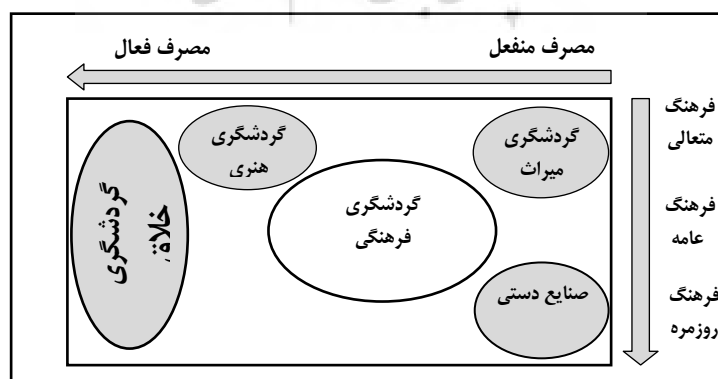 مصرف منفعل
مصرف فعال
فرهنگ
متعالی
فرهنگ
عامه
فرهنگ
روزمره
گردشگری
میراث
گردشگری
هنری
گردشگری
فرهنگی
صنایع دستی
گردشگری
خلاق